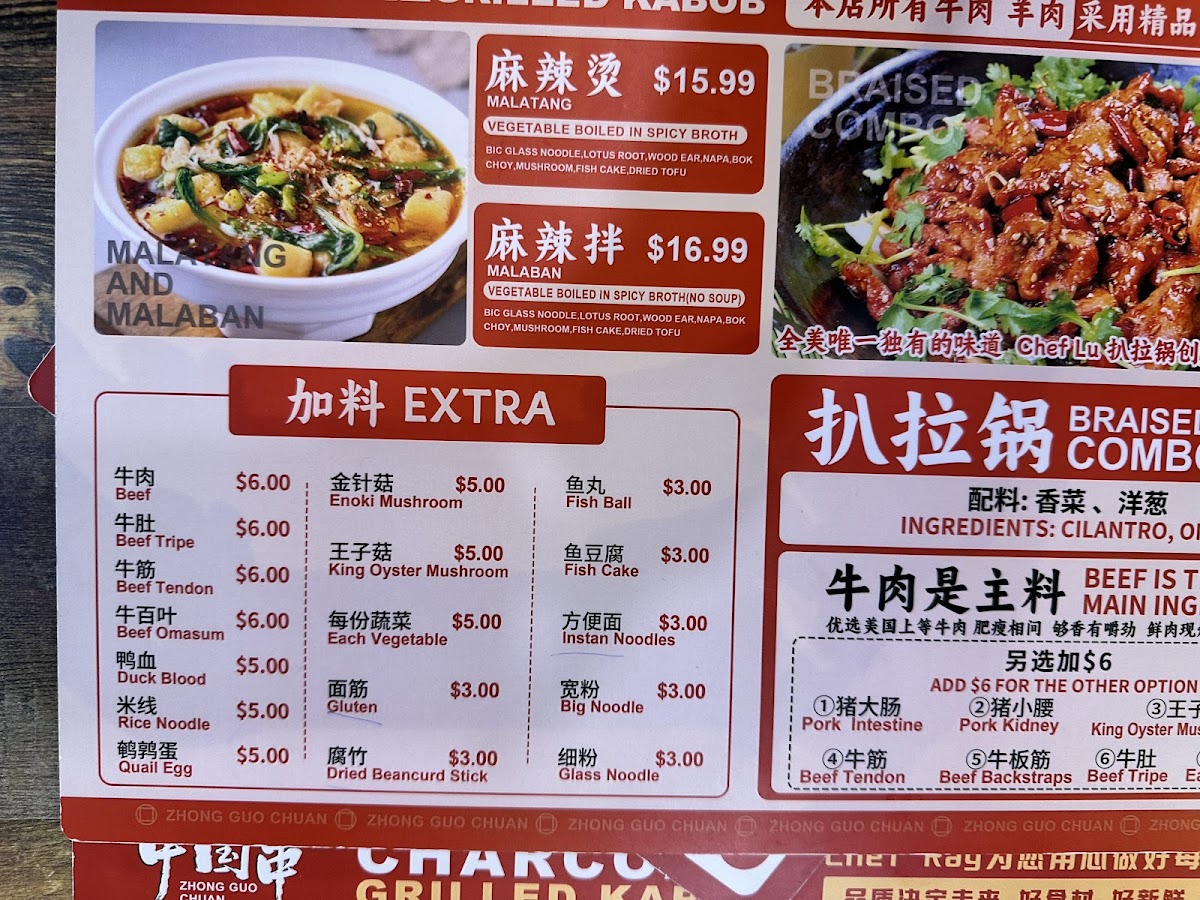 本店所有牛肉 羊肉 采用精品
麻辣烫 $15.99
MALATANG
VEGETABLE BOILED IN SPICY BROTH
BIC GLASS NOODLE,LOTUS ROOT,WOOD EAR,NAPA,BOK
CHOY,MUSHROOM,FISH CAKE,DRIED TOFU
麻辣拌 $16.99
MALABAN
VEGETABLE BOILED IN SPICY BROTH(NO SOUP)
BIC GLASS NOODLE,LOTUS ROOT,WOOD EAR,NAPA,BOK
CHOY,MUSHROOM,FISH CAKE,DRIED TOFU
MALATANG
AND
MALABAN
BRAISED
COMBO
全美唯一独有的味道 Chef Lu 扒拉锅创
加料 EXTRA
牛肉 $6.00
Beef
牛肚 $6.00
Beef Tripe
牛筋 $6.00
Beef Tendon
牛百叶 $6.00
Beef Omasum
鸭血 $5.00
Duck Blood
米线 $5.00
Rice Noodle
鹌鹑蛋 $5.00
Quail Egg
金针菇 $5.00
Enoki Mushroom
王子菇 $5.00
King Oyster Mushroom
每份蔬菜 $5.00
Each Vegetable
面筋 $3.00
Gluten
腐竹 $3.00
Dried Beancurd Stick
鱼丸 $3.00
Fish Ball
鱼豆腐 $3.00
Fish Cake
方便面 $3.00
Instan Noodles
宽粉 $3.00
Big Noodle
细粉 $3.00
Glass Noodle
扒拉锅 BRAISED
COMBO
配料: 香菜、洋葱
INGREDIENTS: CILANTRO,
牛肉是主料 BEEF IS
MAIN
优选美国上等牛肉 肥瘦相间 够香有嚼劲 鲜肉现
另选加$6
ADD $6 FOR THE OTHER OPTION
①猪大肠 ②猪小腰 ③王子
Pork Intestine Pork Kidney King Oyster
④牛筋 ⑤牛板筋 ⑥牛肚
Beef Tendon Beef Backstraps Beef Tripe
ZHONG GUO CHUAN ZHONG GUO CHUAN ZHONG GUO CHUAN ZHONG GUO CHUAN ZHONG GUO CHUAN ZHONG
中国串
ZHONG GUO
CHUAN
GRILLED
Chef Ray为您用心做好每